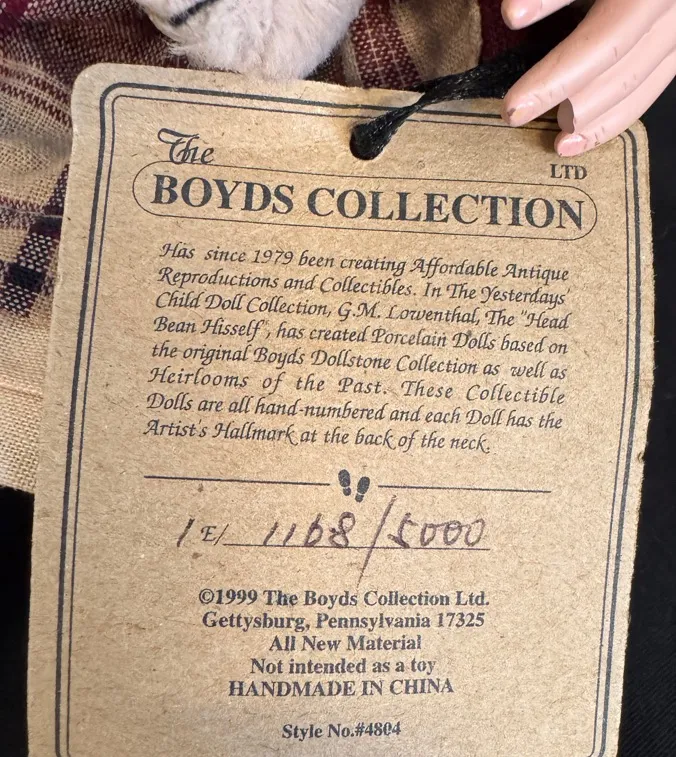 The
LTD
BOYDS COLLECTION
Has since 1979 been creating Affordable Antique
Reproductions and Collectibles. In The Yesterdays'
Child Doll Collection, G.M. Lowenthal, The "Head
Bean Hisself", has created Porcelain Dolls based on
the original Boyds Dollstone Collection as well as
Heirlooms of the Past. These Collectible
Dolls are all hand-numbered and each Doll has the
Artist's Hallmark at the back of the neck.
1 E/ 1168/5000
©1999 The Boyds Collection Ltd.
Gettysburg, Pennsylvania 17325
All New Material
Not intended as a toy
HANDMADE IN CHINA
Style No.#4804